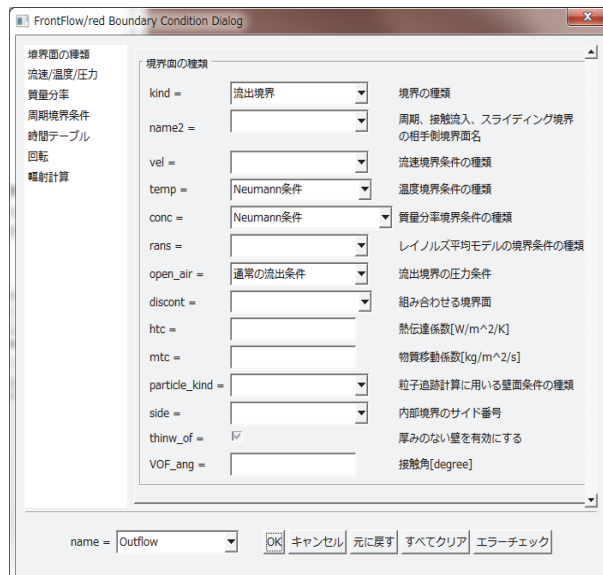 FrontFlow/red Boundary Condition Dialog
境界面の種類
流速/温度/圧力
質量分率
周期境界条件
時間テーブル
回転
輻射計算
境界面の種類
kind = 流出境界 境界の種類
name2 = 周期、接触流入、スライディング境界
の相手側境界面名
vel = 流速境界条件の種類
temp = Neumann条件 温度境界条件の種類
conc = Neumann条件 質量分率境界条件の種類
rans = レイノルズ平均モデルの境界条件の種類
open_air = 通常の流出条件 流出境界の圧力条件
discont = 組み合わせる境界面
htc = 熱伝達係数[W/m^2/K]
mtc = 物質移動係数[kg/m^2/s]
particle_kind = 粒子追跡計算に用いる壁面条件の種類
side = 内部境界のサイド番号
thinw_of = 厚みのない壁を有効にする
VOF_ang = 接触角[degree]
name = Outflow OK キャンセル 元に戻す すべてクリア エラーチェック